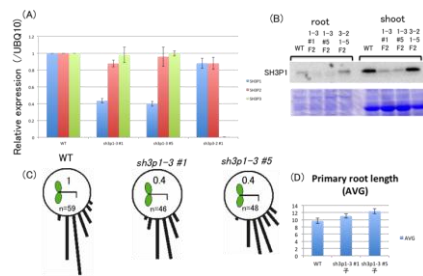 (A)
Relative expression (/UBQ10)
1.2
1
0.8
0.6
0.4
0.2
0
WT
sh3p1-3 #1
sh3p1-3 #5
SH3P1
SH3P2
SH3P3
(B)
root
shoot
WT
1-3 #1 F2
1-3 #5 F2
3-2 1-5 F2
WT
1-3 #1 F2
1-3 #5 F2
3-2 1-5 F2
SH3P1
(C)
WT
1
n=59
sh3p1-3 #1
0.4
n=46
sh3p1-3 #5
0.4
n=48
(D)
Primary root length
(AVG)
14
12
10
8
6
4
2
0
WT
sh3p1-3 #1
sh3p1-3 #5
AVG